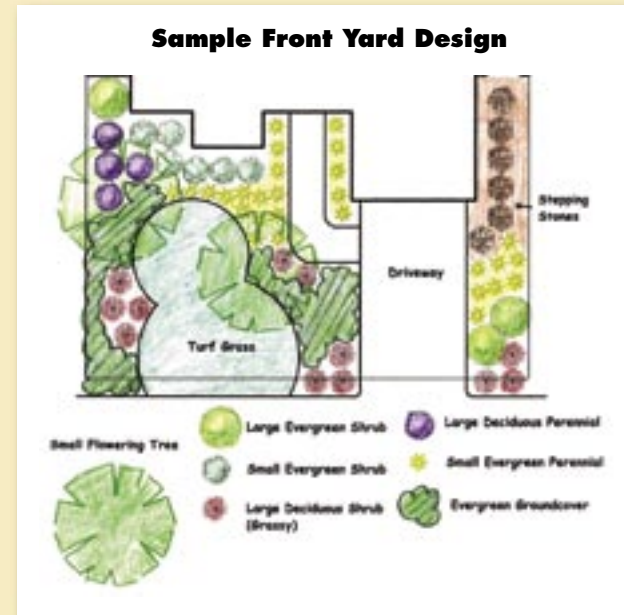 Sample Front Yard Design
Stepping
Stones
Driveway
Turf Grass
Small Flowering Tree
Large Evergreen Shrub
Large Deciduous Perennial
Small Evergreen Shrub
Small Evergreen Perennial
Large Deciduous Shrub
(Grassy)
Evergreen Groundcover